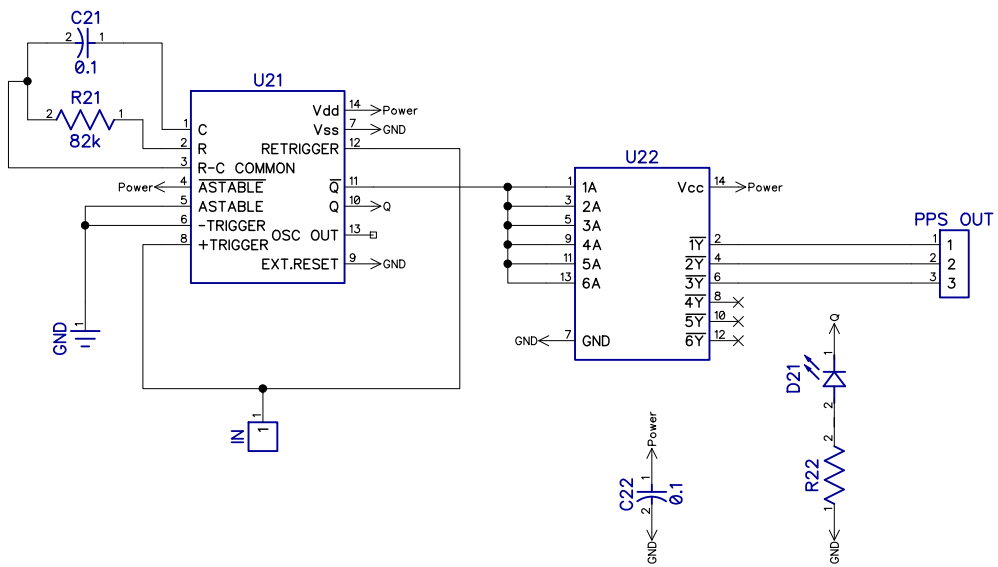 C21
2 1
0.1
R21
2 1
82k
U21
1 C
2 R
3 R-C COMMON
Power 4 ASTABLE
5 ASTABLE
6 -TRIGGER
8 +TRIGGER
Vdd 14 Power
Vss 7 GND
RETRIGGER 12
Q 11
Q 10 Q
OSC OUT 13
EXT.RESET 9 GND
GND 1
IN 1 1
U22
1 1A
3 2A
5 3A
9 4A
11 5A
13 6A
GND 7 GND
Vcc 14 Power
1Y 2
2Y 4
3Y 6
4Y 8
5Y 10
6Y 12
PPS OUT
1 1
2 2
3 3
Power
1
C22 0.1
2
GND
Q
1
D21
2
2
R22
1
GND